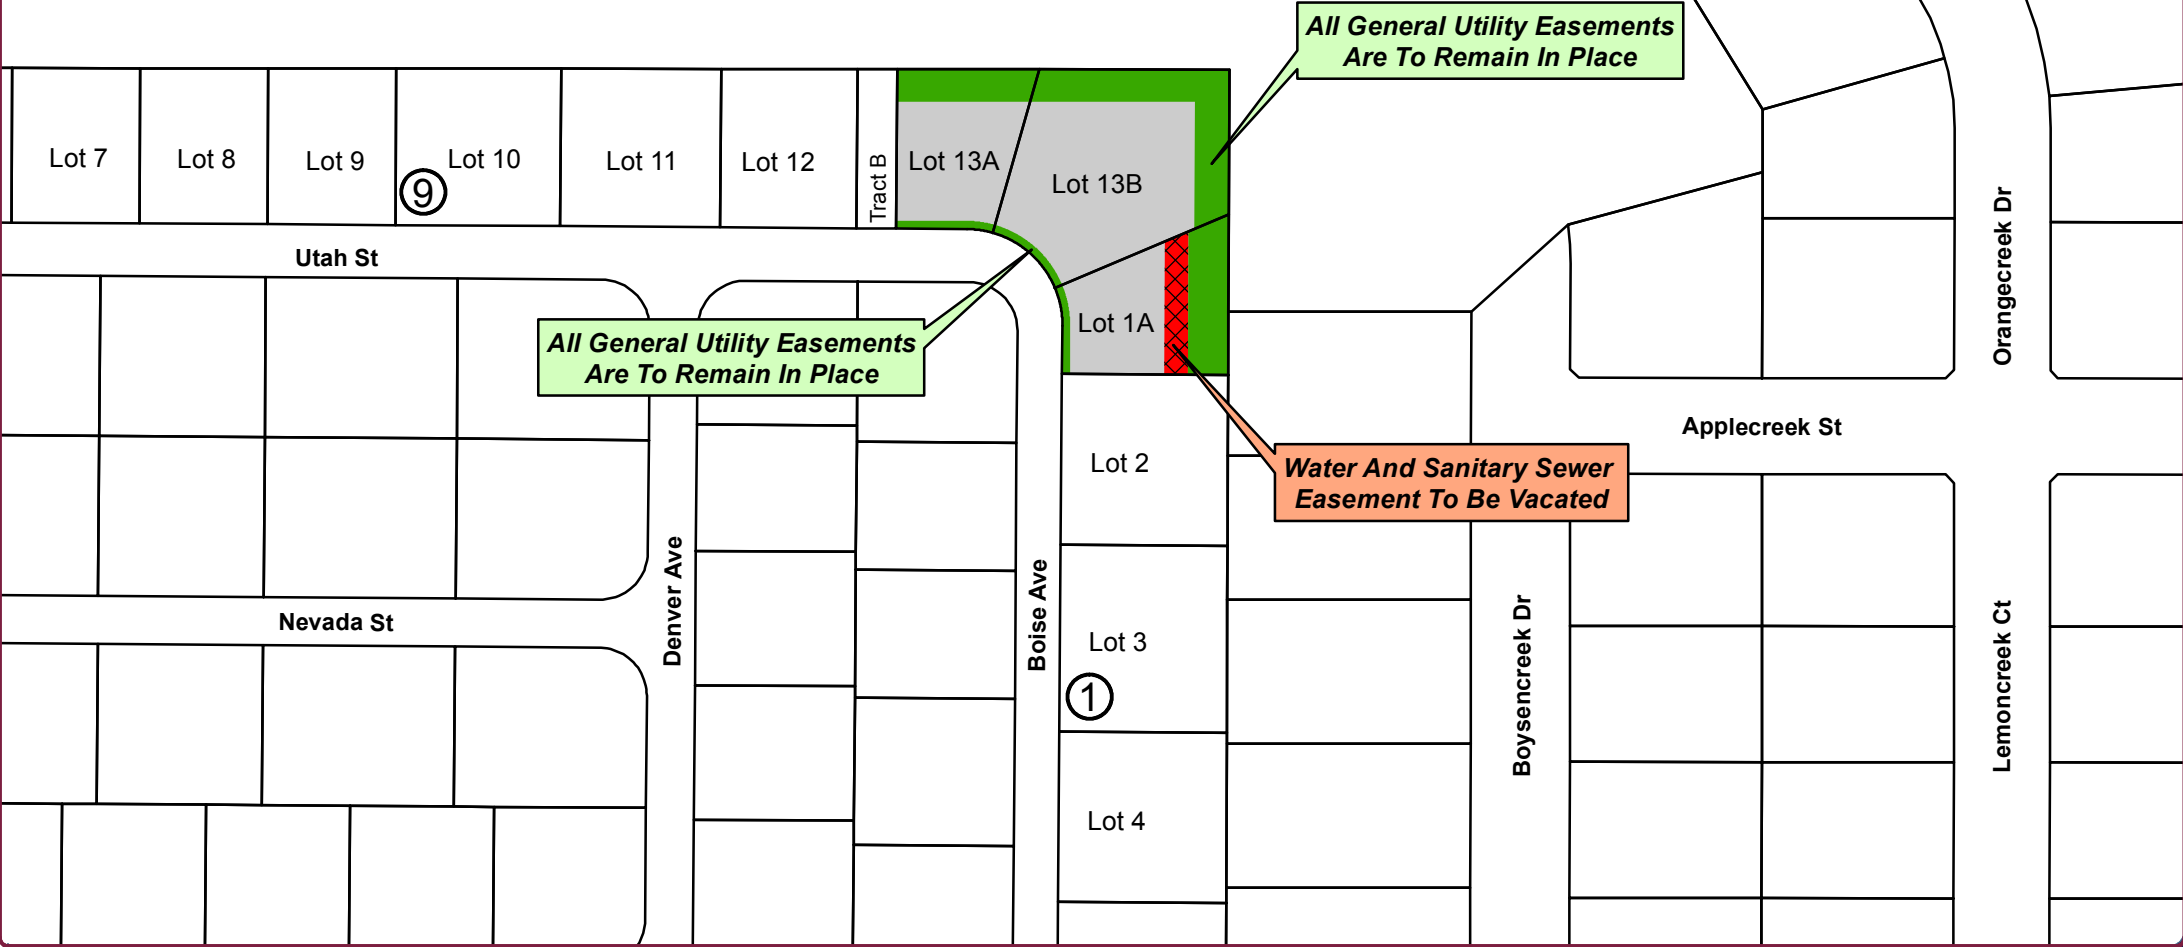 All General Utility Easements
Are To Remain In Place
Lot 7
Lot 8
Lot 9
Lot 10
Lot 11
Lot 12
Tract B
Lot 13A
Lot 13B
9
Utah St
Lot 1A
All General Utility Easements
Are To Remain In Place
Orangecreek Dr
Applecreek St
Lot 2
Water And Sanitary Sewer
Easement To Be Vacated
Nevada St
Denver Ave
Boise Ave
Lot 3
1
Boysencreek Dr
Lemoncreek Ct
Lot 4